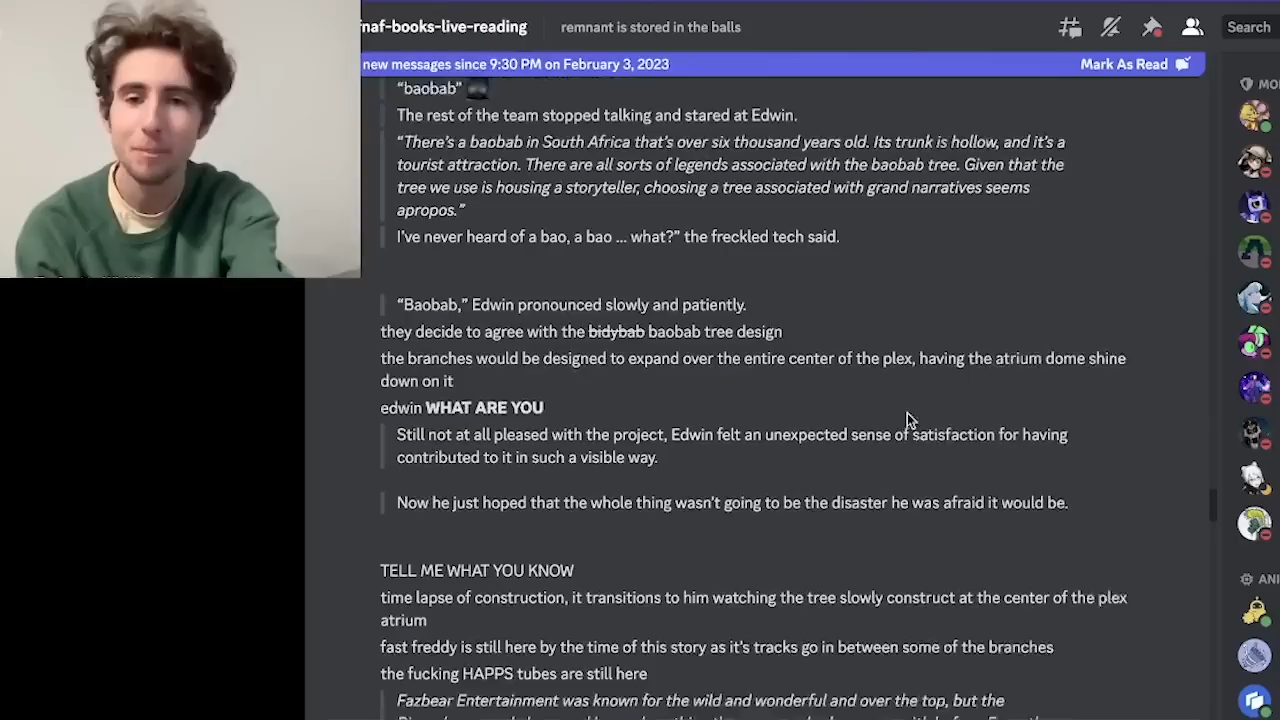 fnaf-books-live-reading
remnant is stored in the balls
Search
new messages since 9:30 PM on February 3, 2023
Mark As Read
“baobab”
The rest of the team stopped talking and stared at Edwin.
“There’s a baobab in South Africa that’s over six thousand years old. Its trunk is hollow, and it’s a
tourist attraction. There are all sorts of legends associated with the baobab tree. Given that the
tree we use is housing a storyteller, choosing a tree associated with grand narratives seems
apropos.”
I’ve never heard of a bao, a bao ... what?” the freckled tech said.
“Baobab,” Edwin pronounced slowly and patiently.
they decide to agree with the bidybab baobab tree design
the branches would be designed to expand over the entire center of the plex, having the atrium dome shine
down on it
edwin WHAT ARE YOU
Still not at all pleased with the project, Edwin felt an unexpected sense of satisfaction for having
contributed to it in such a visible way.
Now he just hoped that the whole thing wasn’t going to be the disaster he was afraid it would be.
TELL ME WHAT YOU KNOW
time lapse of construction, it transitions to him watching the tree slowly construct at the center of the plex
atrium
fast freddy is still here by the time of this story as it’s tracks go in between some of the branches
the fucking HAPPS tubes are still here
Fazbear Entertainment was known for the wild and wonderful and over the top, but the
MO
ANI